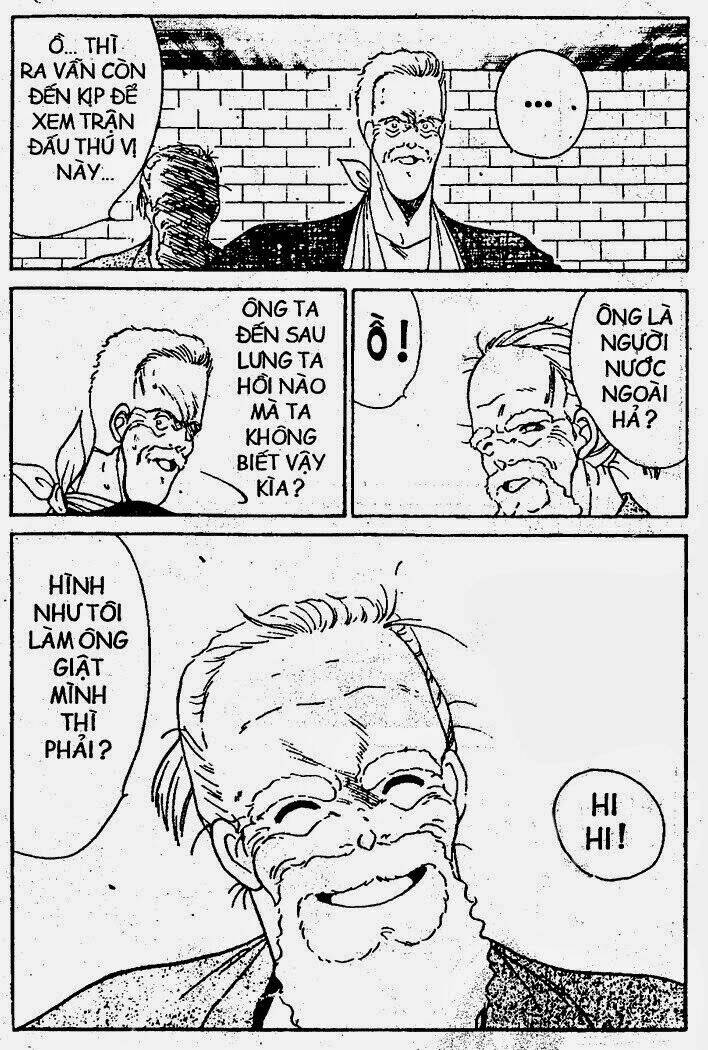 Ồ... THÌ
RA VẪN CÒN
ĐẾN KỊP ĐỂ
XEM TRẬN
ĐẤU THÚ VỊ
NÀY...
...
ÔNG TA
ĐẾN SAU
LƯNG TA
HỒI NÀO
MÀ TA
KHÔNG
BIẾT VẬY
KÌA?
Ồ!
ÔNG LÀ
NGƯỜI
NƯỚC
NGOÀI
HẢ?
HÌNH
NHƯ TÔI
LÀM ÔNG
GIẬT
MÌNH
THÌ
PHẢI?
HI
HI!